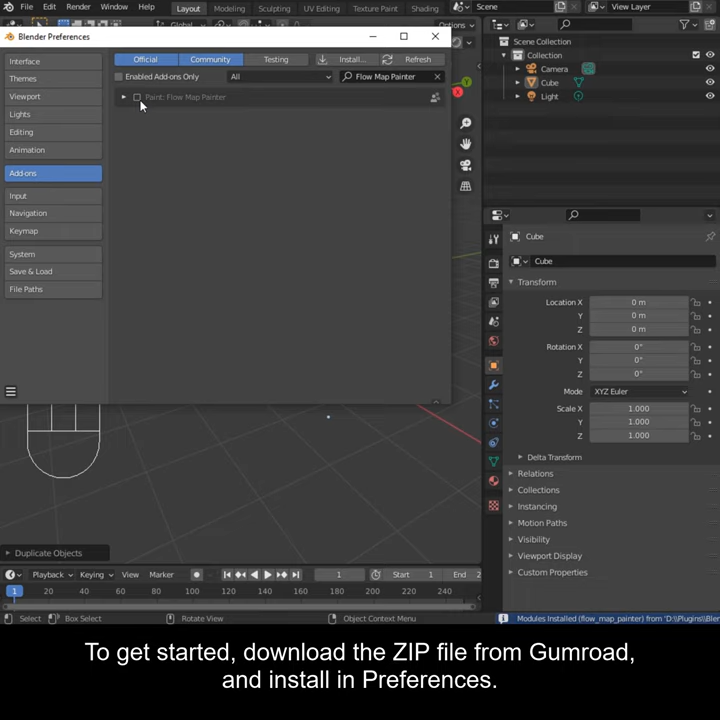 File Edit Render Window Help Layout Modeling Sculpting UV Editing Texture Paint Shading Scene View Layer
Blender Preferences
Options
Interface
Themes
Viewport
Lights
Editing
Animation
Add-ons
Input
Navigation
Keymap
System
Save & Load
File Paths
Official Community Testing Install... Refresh
Enabled Add-ons Only All Flow Map Painter
Paint: Flow Map Painter
X
Y
Scene Collection
Collection
Camera
Cube
Light
Cube
Cube
Transform
Location X 0 m
Y 0 m
Z 0 m
Rotation X 0°
Y 0°
Z 0°
Mode XYZ Euler
Scale X 1.000
Y 1.000
Z 1.000
Delta Transform
Relations
Collections
Instancing
Motion Paths
Visibility
Viewport Display
Custom Properties
Duplicate Objects
Playback Keying View Marker 1 Start 1 End 2
1 20 40 60 80 100 120 140 160 180 200 220 240
Select Box Select Rotate View Object Context Menu
Modules Installed (flow_map_painter) from 'D:\\Plugins\\Blen
To get started, download the ZIP file from Gumroad,
and install in Preferences.